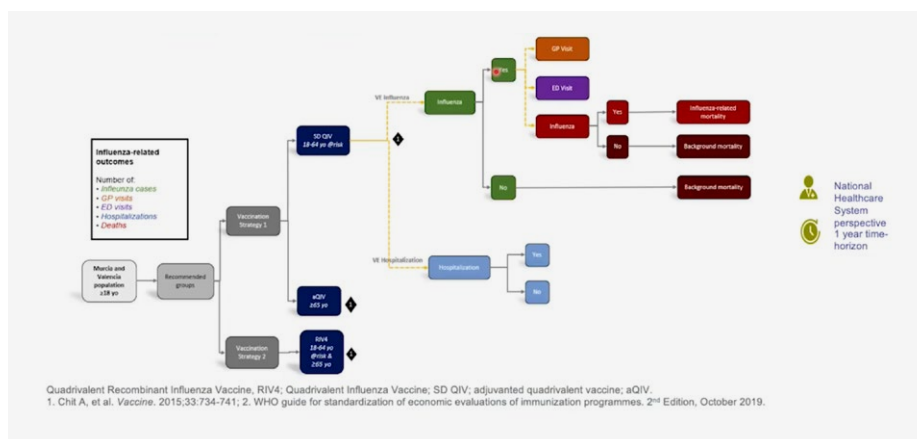 Influenza-related
outcomes
Number of:
• Infleunza cases
• GP visits
• ED visits
• Hospitalizations
• Deaths
Murcia and
Valencia
population
≥18 yo
Recommended
groups
Vaccination
Strategy 1
Vaccination
Strategy 2
SD QIV
18-64 yo @risk
aQIV
≥65 yo
RIV4
18-64 yo
@risk &
≥65 yo
1
1
1
VE Influenza
VE Hospitalization
Influenza
Yes
No
GP Visit
ED Visit
Influenza
Yes
No
Influenza-related
mortality
Background mortality
Background mortality
Hospitalization
Yes
No
National
Healthcare
System
perspective
1 year time-
horizon
Quadrivalent Recombinant Influenza Vaccine, RIV4; Quadrivalent Influenza Vaccine; SD QIV; adjuvanted quadrivalent vaccine; aQIV.
1. Chit A, et al. Vaccine. 2015;33:734-741; 2. WHO guide for standardization of economic evaluations of immunization programmes. 2nd Edition, October 2019.